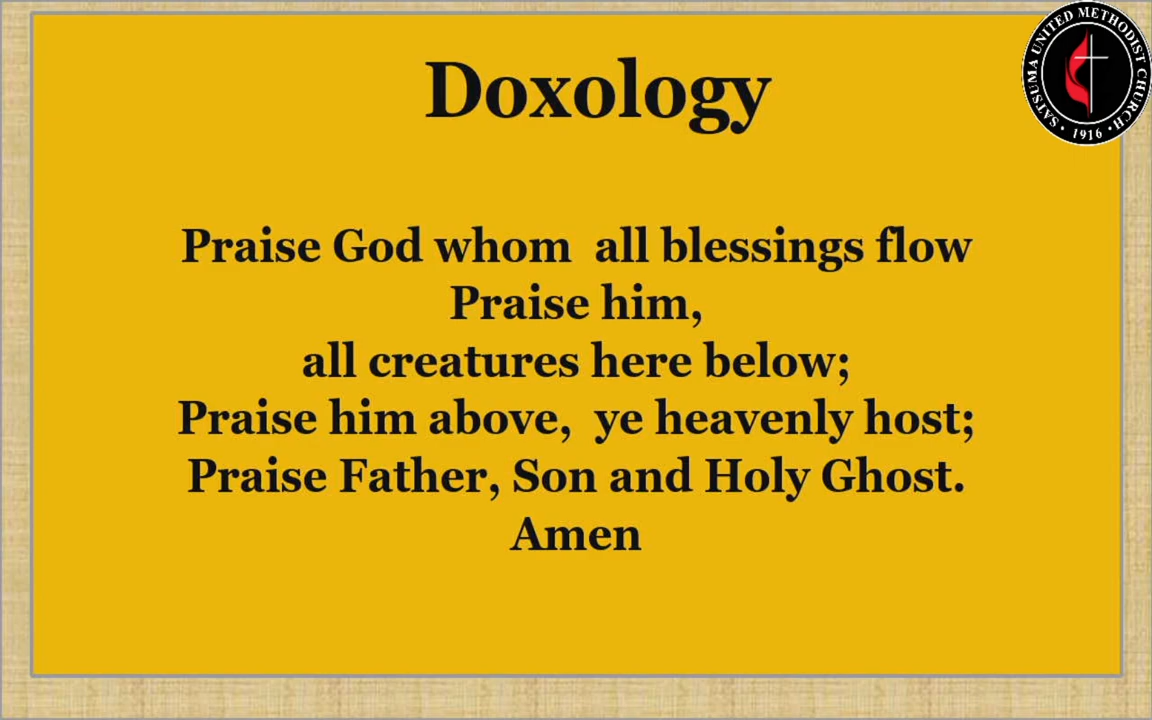 Doxology
SATSUMA UNITED METHODIST CHURCH
• 1916 •
Praise God whom all blessings flow
Praise him,
all creatures here below;
Praise him above, ye heavenly host;
Praise Father, Son and Holy Ghost.
Amen